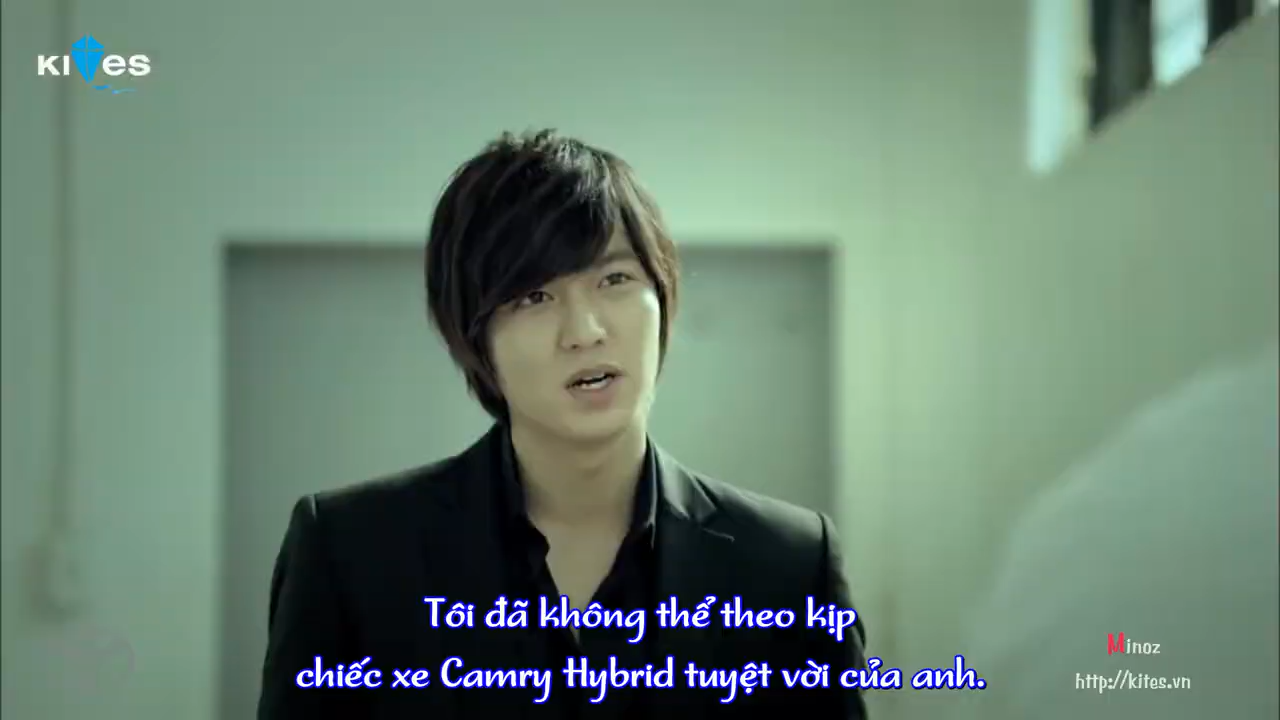 KITES
Tôi đã không thể theo kịp
chiếc xe Camry Hybrid tuyệt vời của anh.
Minoz
http://kites.vn